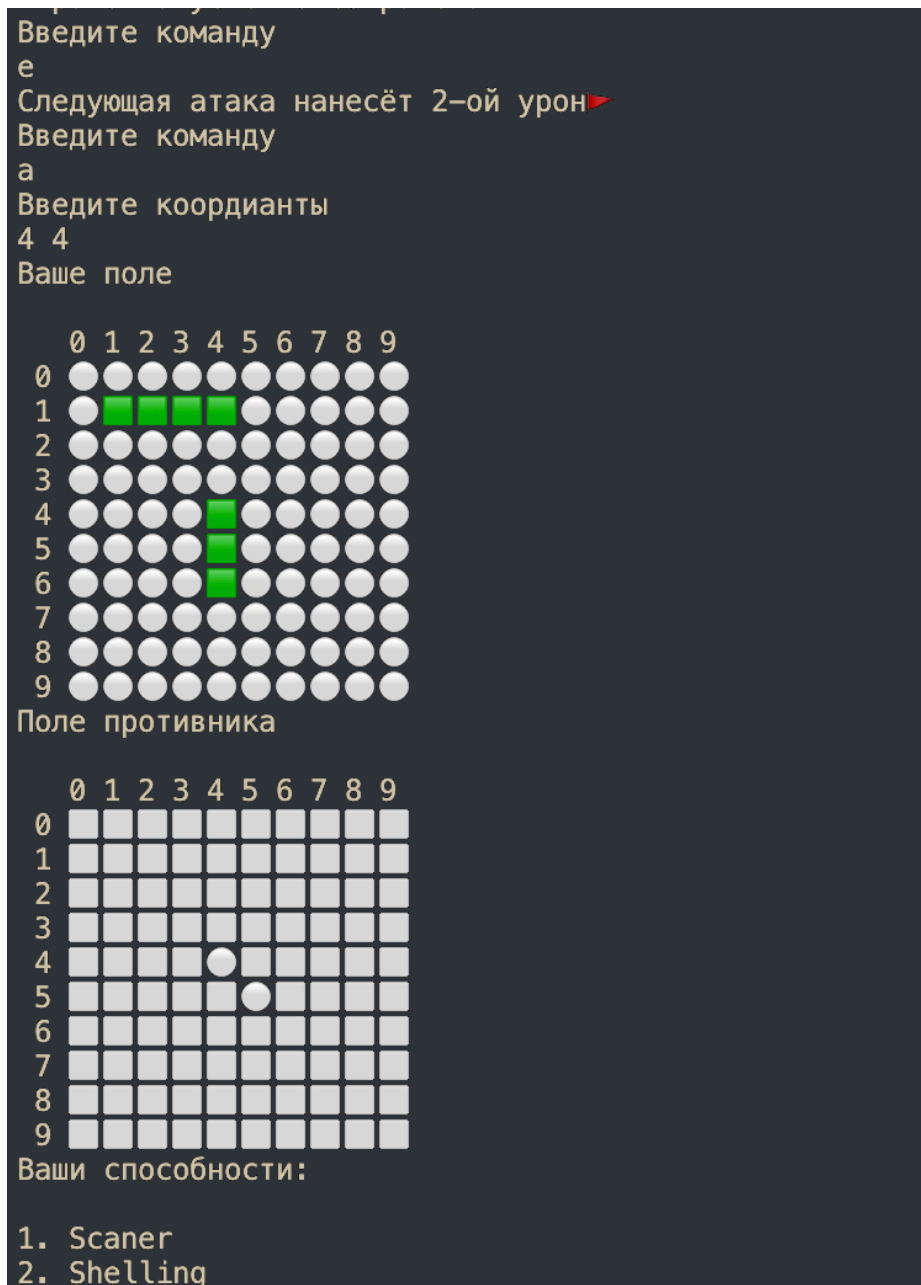 Введите команду
e
Следующая атака нанесёт 2-ой урон
Введите команду
a
Введите коордианты
4 4
Ваше поле
0 1 2 3 4 5 6 7 8 9
0
1
2
3
4
5
6
7
8
9
Поле противника
0 1 2 3 4 5 6 7 8 9
0
1
2
3
4
5
6
7
8
9
Ваши способности:
1. Scaner
2. Shelling